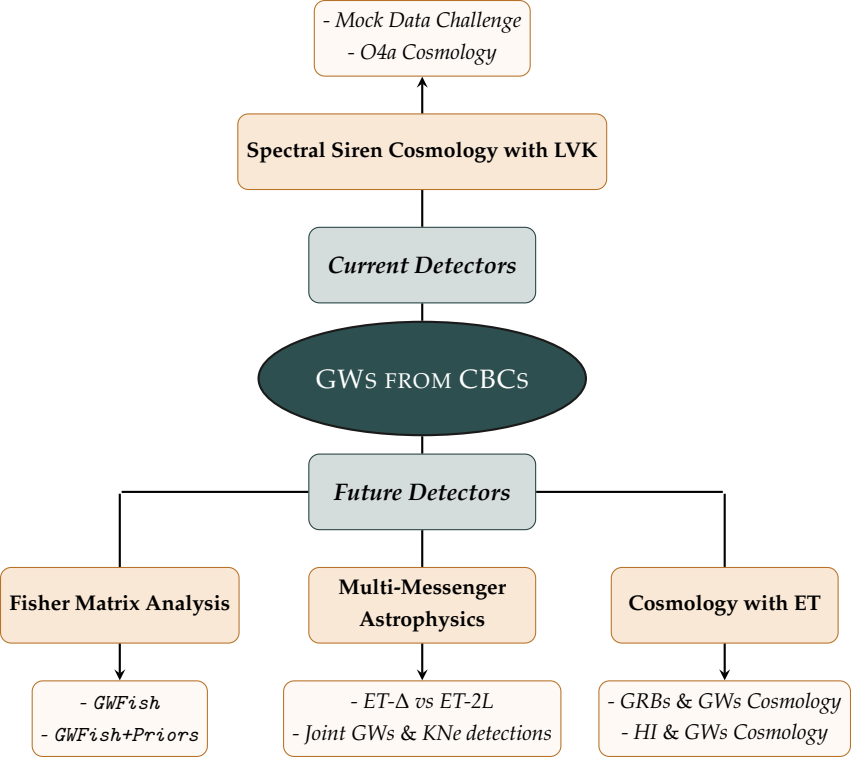 - Mock Data Challenge
- O4a Cosmology
Spectral Siren Cosmology with LVK
Current Detectors
GWs from CBCs
Future Detectors
Fisher Matrix Analysis
Multi-Messenger
Astrophysics
Cosmology with ET
- GWFish
- GWFish+Priors
- ET-Δ vs ET-2L
- Joint GWs & KNe detections
- GRBs & GWs Cosmology
- HI & GWs Cosmology